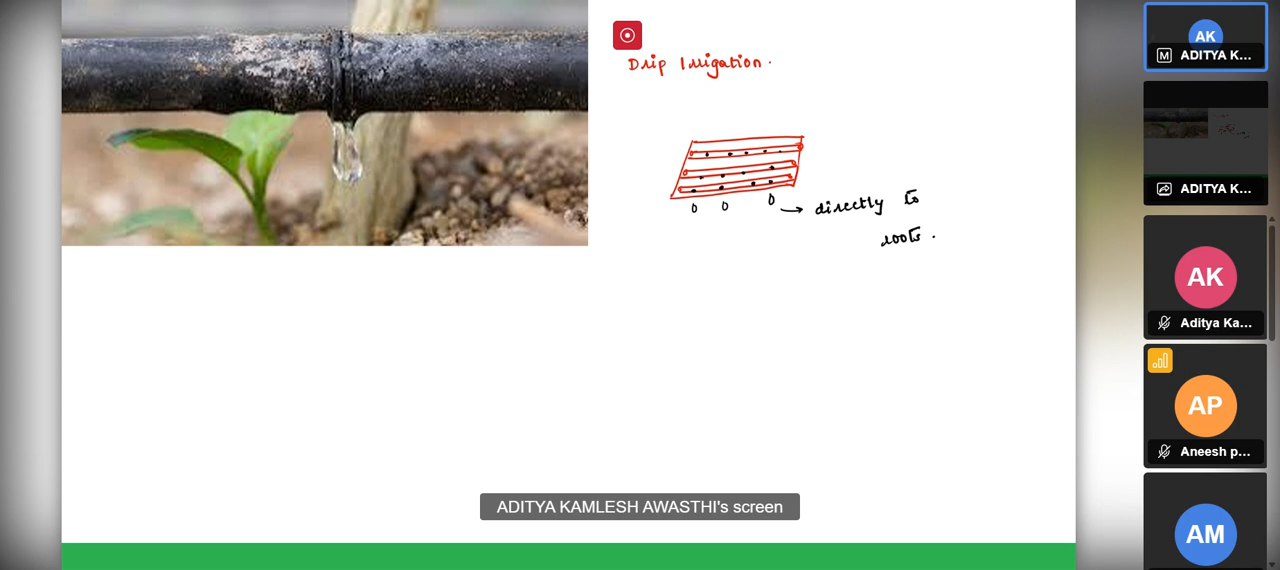 Drip Irrigation.
directly to
roots.
ADITYA KAMLESH AWASTHI's screen
AK
M ADITYA K...
ADITYA K...
AK
Aditya Ka...
AP
Aneesh p...
AM